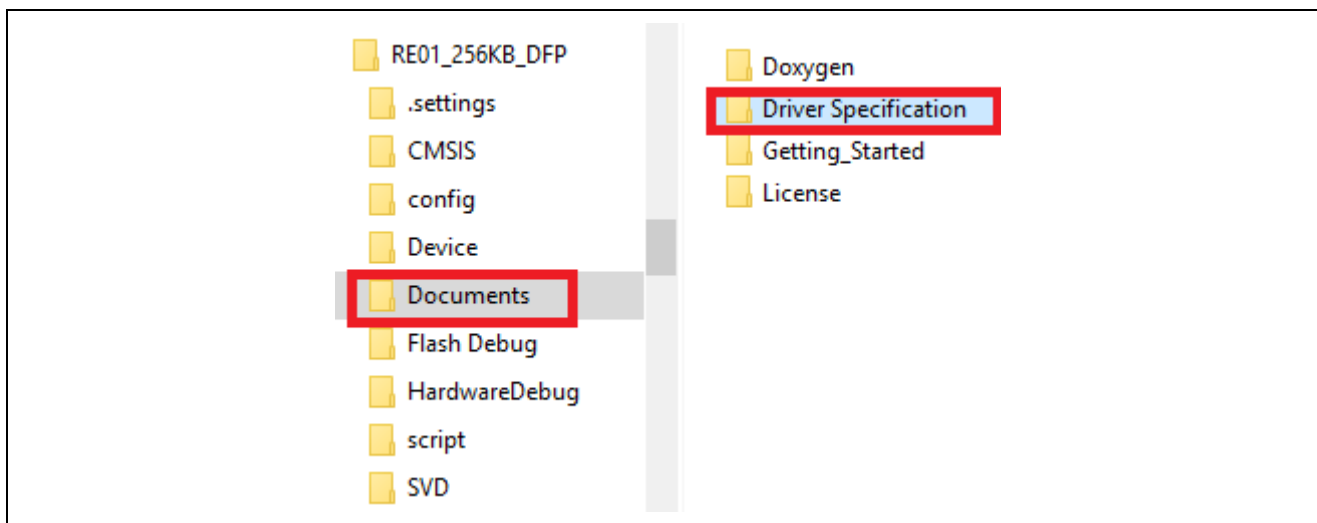 RE01_256KB_DFP
.settings
CMSIS
config
Device
Documents
Flash Debug
HardwareDebug
script
SVD
Doxygen
Driver Specification
Getting_Started
License